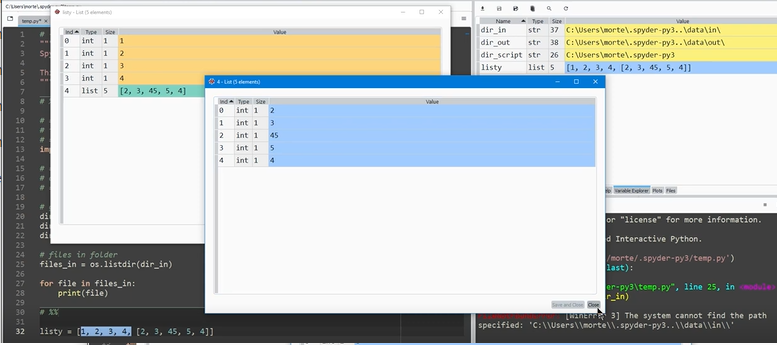 C:\Users\morte\.spyder-py3\temp.py
temp.py*
listy - List (5 elements)
Ind Type Size Value
0 int 1 1
1 int 1 2
2 int 1 3
3 int 1 4
4 list 5 [2, 3, 45, 5, 4]
4 - List (5 elements)
Ind Type Size Value
0 int 1 2
1 int 1 3
2 int 1 45
3 int 1 5
4 int 1 4
Save and Close Close
Name Type Size Value
dir_in str 37 C:\Users\morte\.spyder-py3..\data\in\
dir_out str 38 C:\Users\morte\.spyder-py3..\data\out\
dir_script str 26 C:\Users\morte\.spyder-py3
listy list 5 [1, 2, 3, 4, [2, 3, 45, 5, 4]]
Variable Explorer Plots Files
24 # files in folder
25 files_in = os.listdir(dir_in)
26
27 for file in files_in:
28 print(file)
29
30 # %%
31
32 listy = [1, 2, 3, 4, [2, 3, 45, 5, 4]]
or "license" for more information.
d Interactive Python.
/morte/.spyder-py3/temp.py')
last):
der-py3\temp.py", line 25, in <module>
r_in)
[WinError 3] The system cannot find the path
specified: 'C:\\Users\\morte\\.spyder-py3..\\data\\in\\'